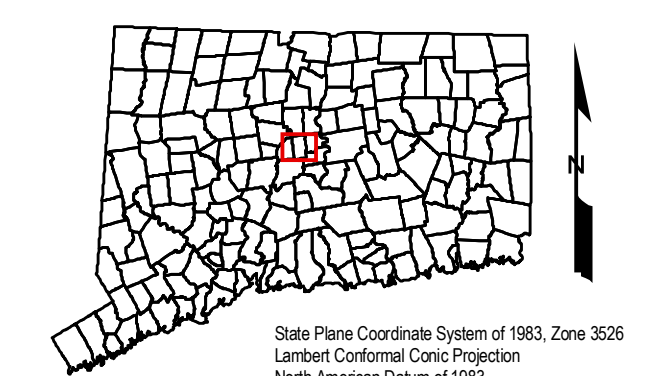 N
State Plane Coordinate System of 1983, Zone 3526
Lambert Conformal Conic Projection
North American Datum of 1983